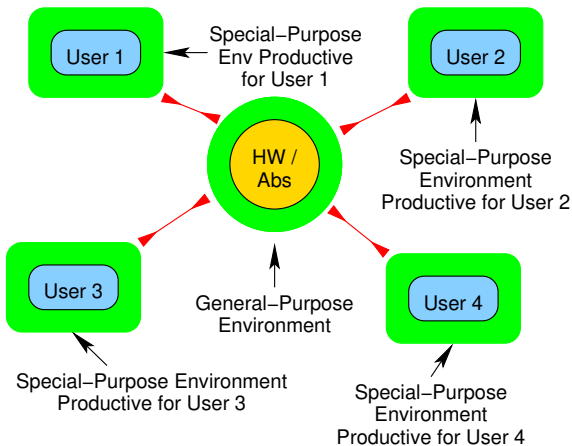 User 1
Special−Purpose
Env Productive
for User 1
User 2
HW /
Abs
Special−Purpose
Environment
Productive for User 2
User 3
General−Purpose
Environment
User 4
Special−Purpose Environment
Productive for User 3
Special−Purpose
Environment
Productive for User 4